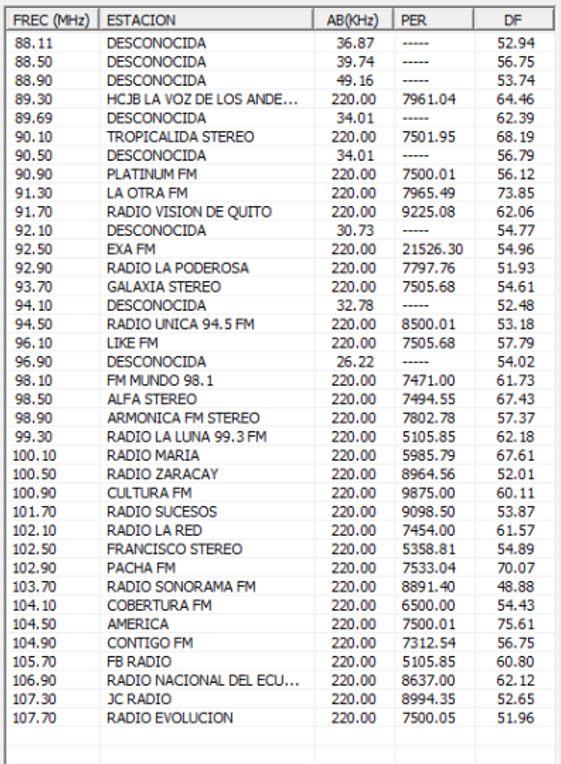 FREC (MHz) ESTACION AB(KHz) PER DF
88.11 DESCONOCIDA 36.87 ----- 52.94
88.50 DESCONOCIDA 39.74 ----- 56.75
88.90 DESCONOCIDA 49.16 ----- 53.74
89.30 HCJB LA VOZ DE LOS ANDE... 220.00 7961.04 64.46
89.69 DESCONOCIDA 34.01 ----- 62.39
90.10 TROPICALIDA STEREO 220.00 7501.95 68.19
90.50 DESCONOCIDA 34.01 ----- 56.79
90.90 PLATINUM FM 220.00 7500.01 56.12
91.30 LA OTRA FM 220.00 7965.49 73.85
91.70 RADIO VISION DE QUITO 220.00 9225.08 62.06
92.10 DESCONOCIDA 30.73 ----- 54.77
92.50 EXA FM 220.00 21526.30 54.96
92.90 RADIO LA PODEROSA 220.00 7797.76 51.93
93.70 GALAXIA STEREO 220.00 7505.68 54.61
94.10 DESCONOCIDA 32.78 ----- 52.48
94.50 RADIO UNICA 94.5 FM 220.00 8500.01 53.18
96.10 LIKE FM 220.00 7505.68 57.79
96.90 DESCONOCIDA 26.22 ----- 54.02
98.10 FM MUNDO 98.1 220.00 7471.00 61.73
98.50 ALFA STEREO 220.00 7494.55 67.43
98.90 ARMONICA FM STEREO 220.00 7802.78 57.37
99.30 RADIO LA LUNA 99.3 FM 220.00 5105.85 62.18
100.10 RADIO MARIA 220.00 5985.79 67.61
100.50 RADIO ZARACAY 220.00 8964.56 52.01
100.90 CULTURA FM 220.00 9875.00 60.11
101.70 RADIO SUCESOS 220.00 9098.50 53.87
102.10 RADIO LA RED 220.00 7454.00 61.57
102.50 FRANCISCO STEREO 220.00 5358.81 54.89
102.90 PACHA FM 220.00 7533.04 70.07
103.70 RADIO SONORAMA FM 220.00 8891.40 48.88
104.10 COBERTURA FM 220.00 6500.00 54.43
104.50 AMERICA 220.00 7500.01 75.61
104.90 CONTIGO FM 220.00 7312.54 56.75
105.70 FB RADIO 220.00 5105.85 60.80
106.90 RADIO NACIONAL DEL ECU... 220.00 8637.00 62.12
107.30 JC RADIO 220.00 8994.35 52.65
107.70 RADIO EVOLUCION 220.00 7500.05 51.96